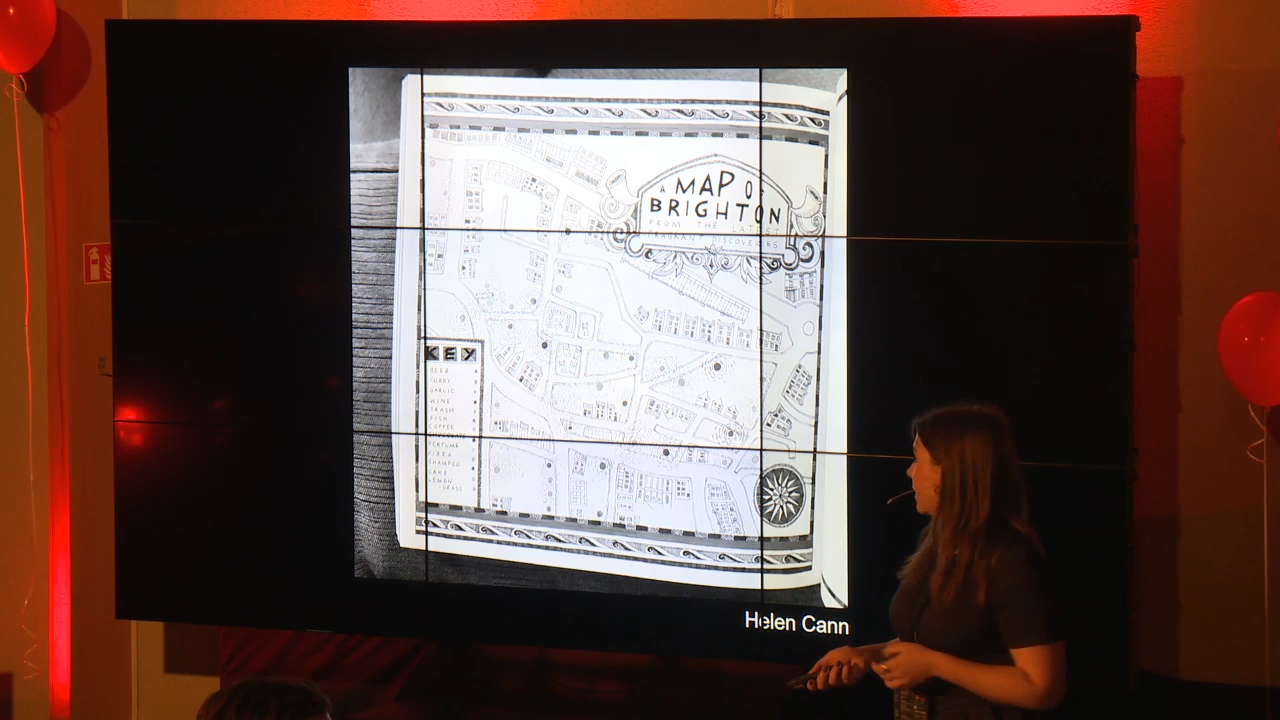 A MAP OF
BRIGHTON
FROM THE LATEST
FRAGRANT DISCOVERIES
KEY
BEER
CURRY
GARLIC
WINE
TRASH
FISH
COFFEE
CHOCOLATE
PERFUME
PIZZA
SHAMPOO
CAKE
LEMON
-GRASS
Helen Cann